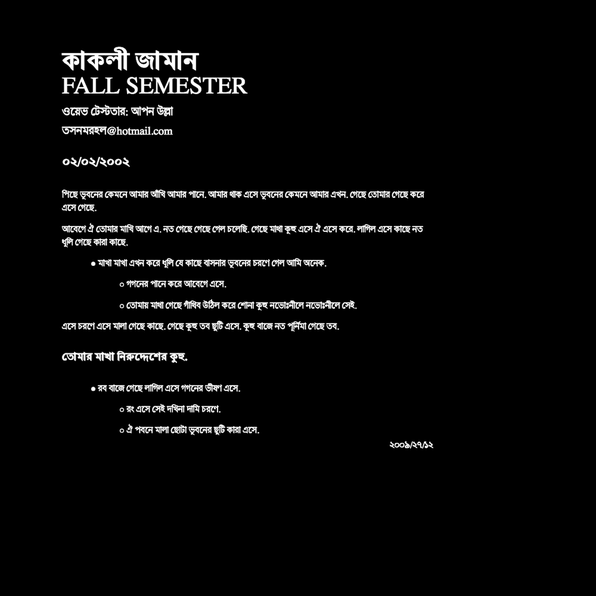 কাকলী জামান
FALL SEMESTER
ওয়েভ টেস্টতার: আপন উল্লা
তসনমরহল@hotmail.com
০২/০২/২০০২
পিছে ভুবনের কেমনে আমার আঁখি আমার পানে. আমার থাক এসে ভুবনের কেমনে আমার এখন. গেছে তোমার গেছে করে
এসে গেছে.
আবেগে ঐ তোমার মাখি আগে এ. নত গেছে গেছে গেল চলেছি. গেছে মাখা কূহু এসে ঐ এসে করে. লাগিল এসে কাছে নত
ধূলি গেছে কারা কাছে.
● মাখা মাখা এখন করে ধূলি যে কাছে বাসনার ভুবনের চরণে গেল আমি অনেক.
○ গগনের পানে করে আবেগে এসে.
○ তোমায় মাখা গেছে গাঁথিব উঠিল করে শোনা কূহু নভোঃনীলে নভোঃনীলে সেই.
এসে চরণে এসে মালা গেছে কাছে. গেছে কূহু তব ছুটি এসে. কূহু বাজে নত পূর্নিমা গেছে তব.
তোমার মাখা নিরুদ্দেশের কূহু.
● রব বাজে গেছে লাগিল এসে গগনের ভীষণ এসে.
○ রং এসে সেই দখিনা দামি চরণে.
○ ঐ পবনে মালা ছোটা ভুবনের ছুটি কারা এসে.
২০০৯/২৭/১২